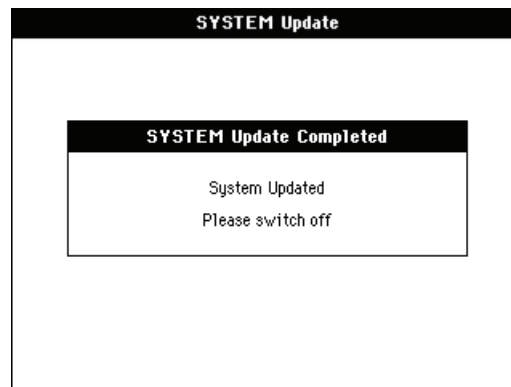 SYSTEM Update
SYSTEM Update Completed
System Updated
Please switch off